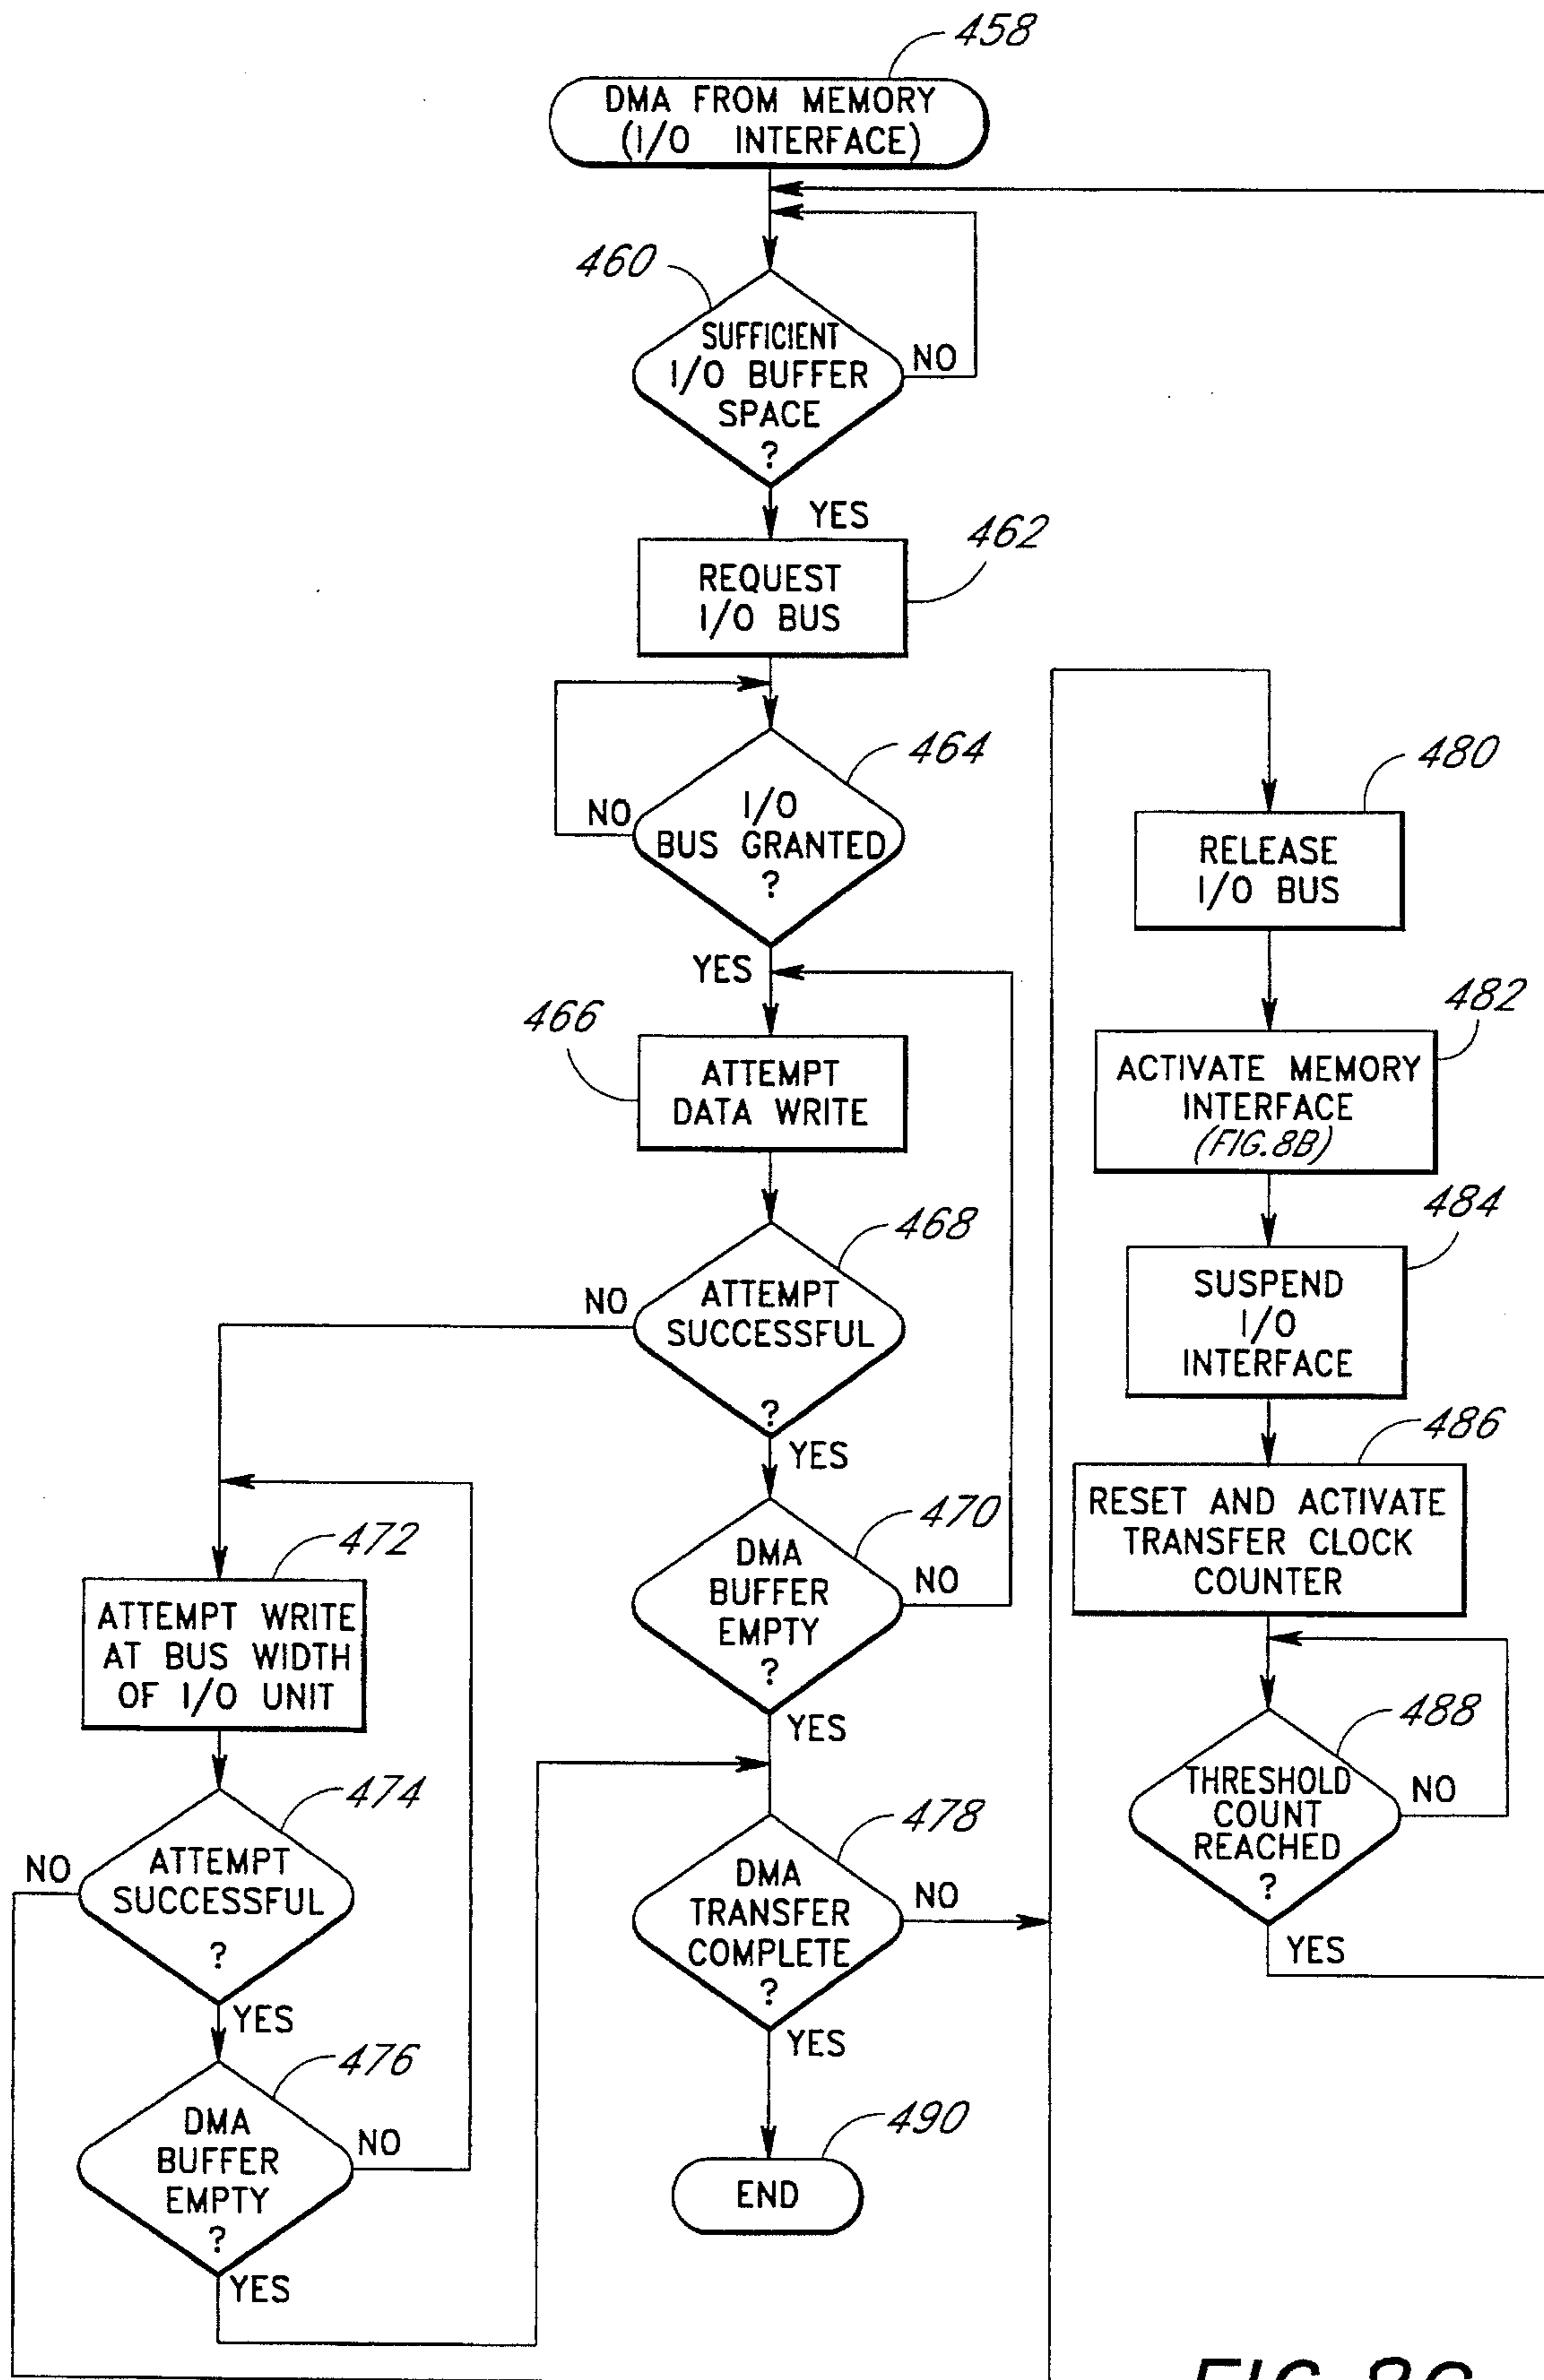 458
DMA FROM MEMORY
(I/O INTERFACE)
460
SUFFICIENT
I/O BUFFER
SPACE
?
NO
YES
462
REQUEST
I/O BUS
464
I/O
BUS GRANTED
?
NO
YES
466
ATTEMPT
DATA WRITE
468
ATTEMPT
SUCCESSFUL
?
NO
YES
470
DMA
BUFFER
EMPTY
?
NO
YES
472
ATTEMPT WRITE
AT BUS WIDTH
OF I/O UNIT
474
ATTEMPT
SUCCESSFUL
?
NO
YES
476
DMA
BUFFER
EMPTY
?
NO
YES
478
DMA
TRANSFER
COMPLETE
?
NO
YES
490
END
480
RELEASE
I/O BUS
482
ACTIVATE MEMORY
INTERFACE
(FIG.8B)
484
SUSPEND
I/O
INTERFACE
486
RESET AND ACTIVATE
TRANSFER CLOCK
COUNTER
488
THRESHOLD
COUNT
REACHED
?
NO
YES